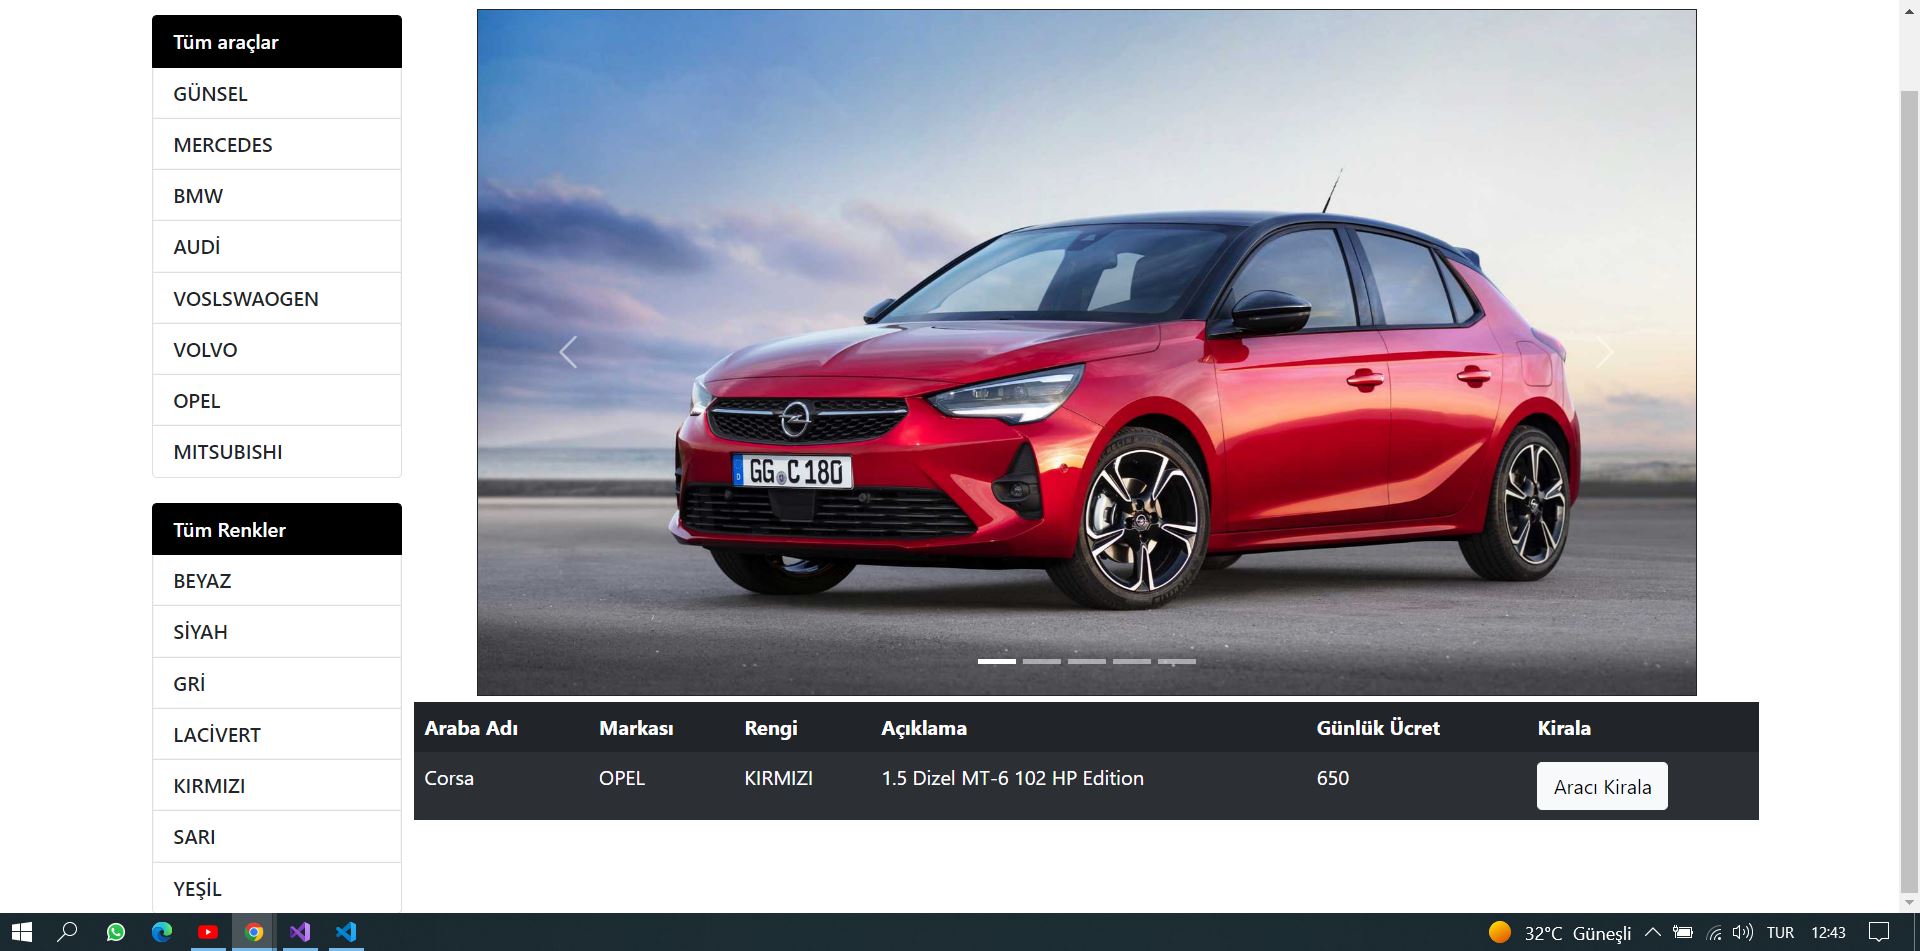 Tüm araçlar
GÜNSEL
MERCEDES
BMW
AUDİ
VOSLSWAOGEN
VOLVO
OPEL
MITSUBISHI
Tüm Renkler
BEYAZ
SİYAH
GRİ
LACİVERT
KIRMIZI
SARI
YEŞİL
GG C 180
Araba Adı Markası Rengi Açıklama Günlük Ücret Kirala
Corsa OPEL KIRMIZI 1.5 Dizel MT-6 102 HP Edition 650 Aracı Kirala
32°C Güneşli TUR 12:43